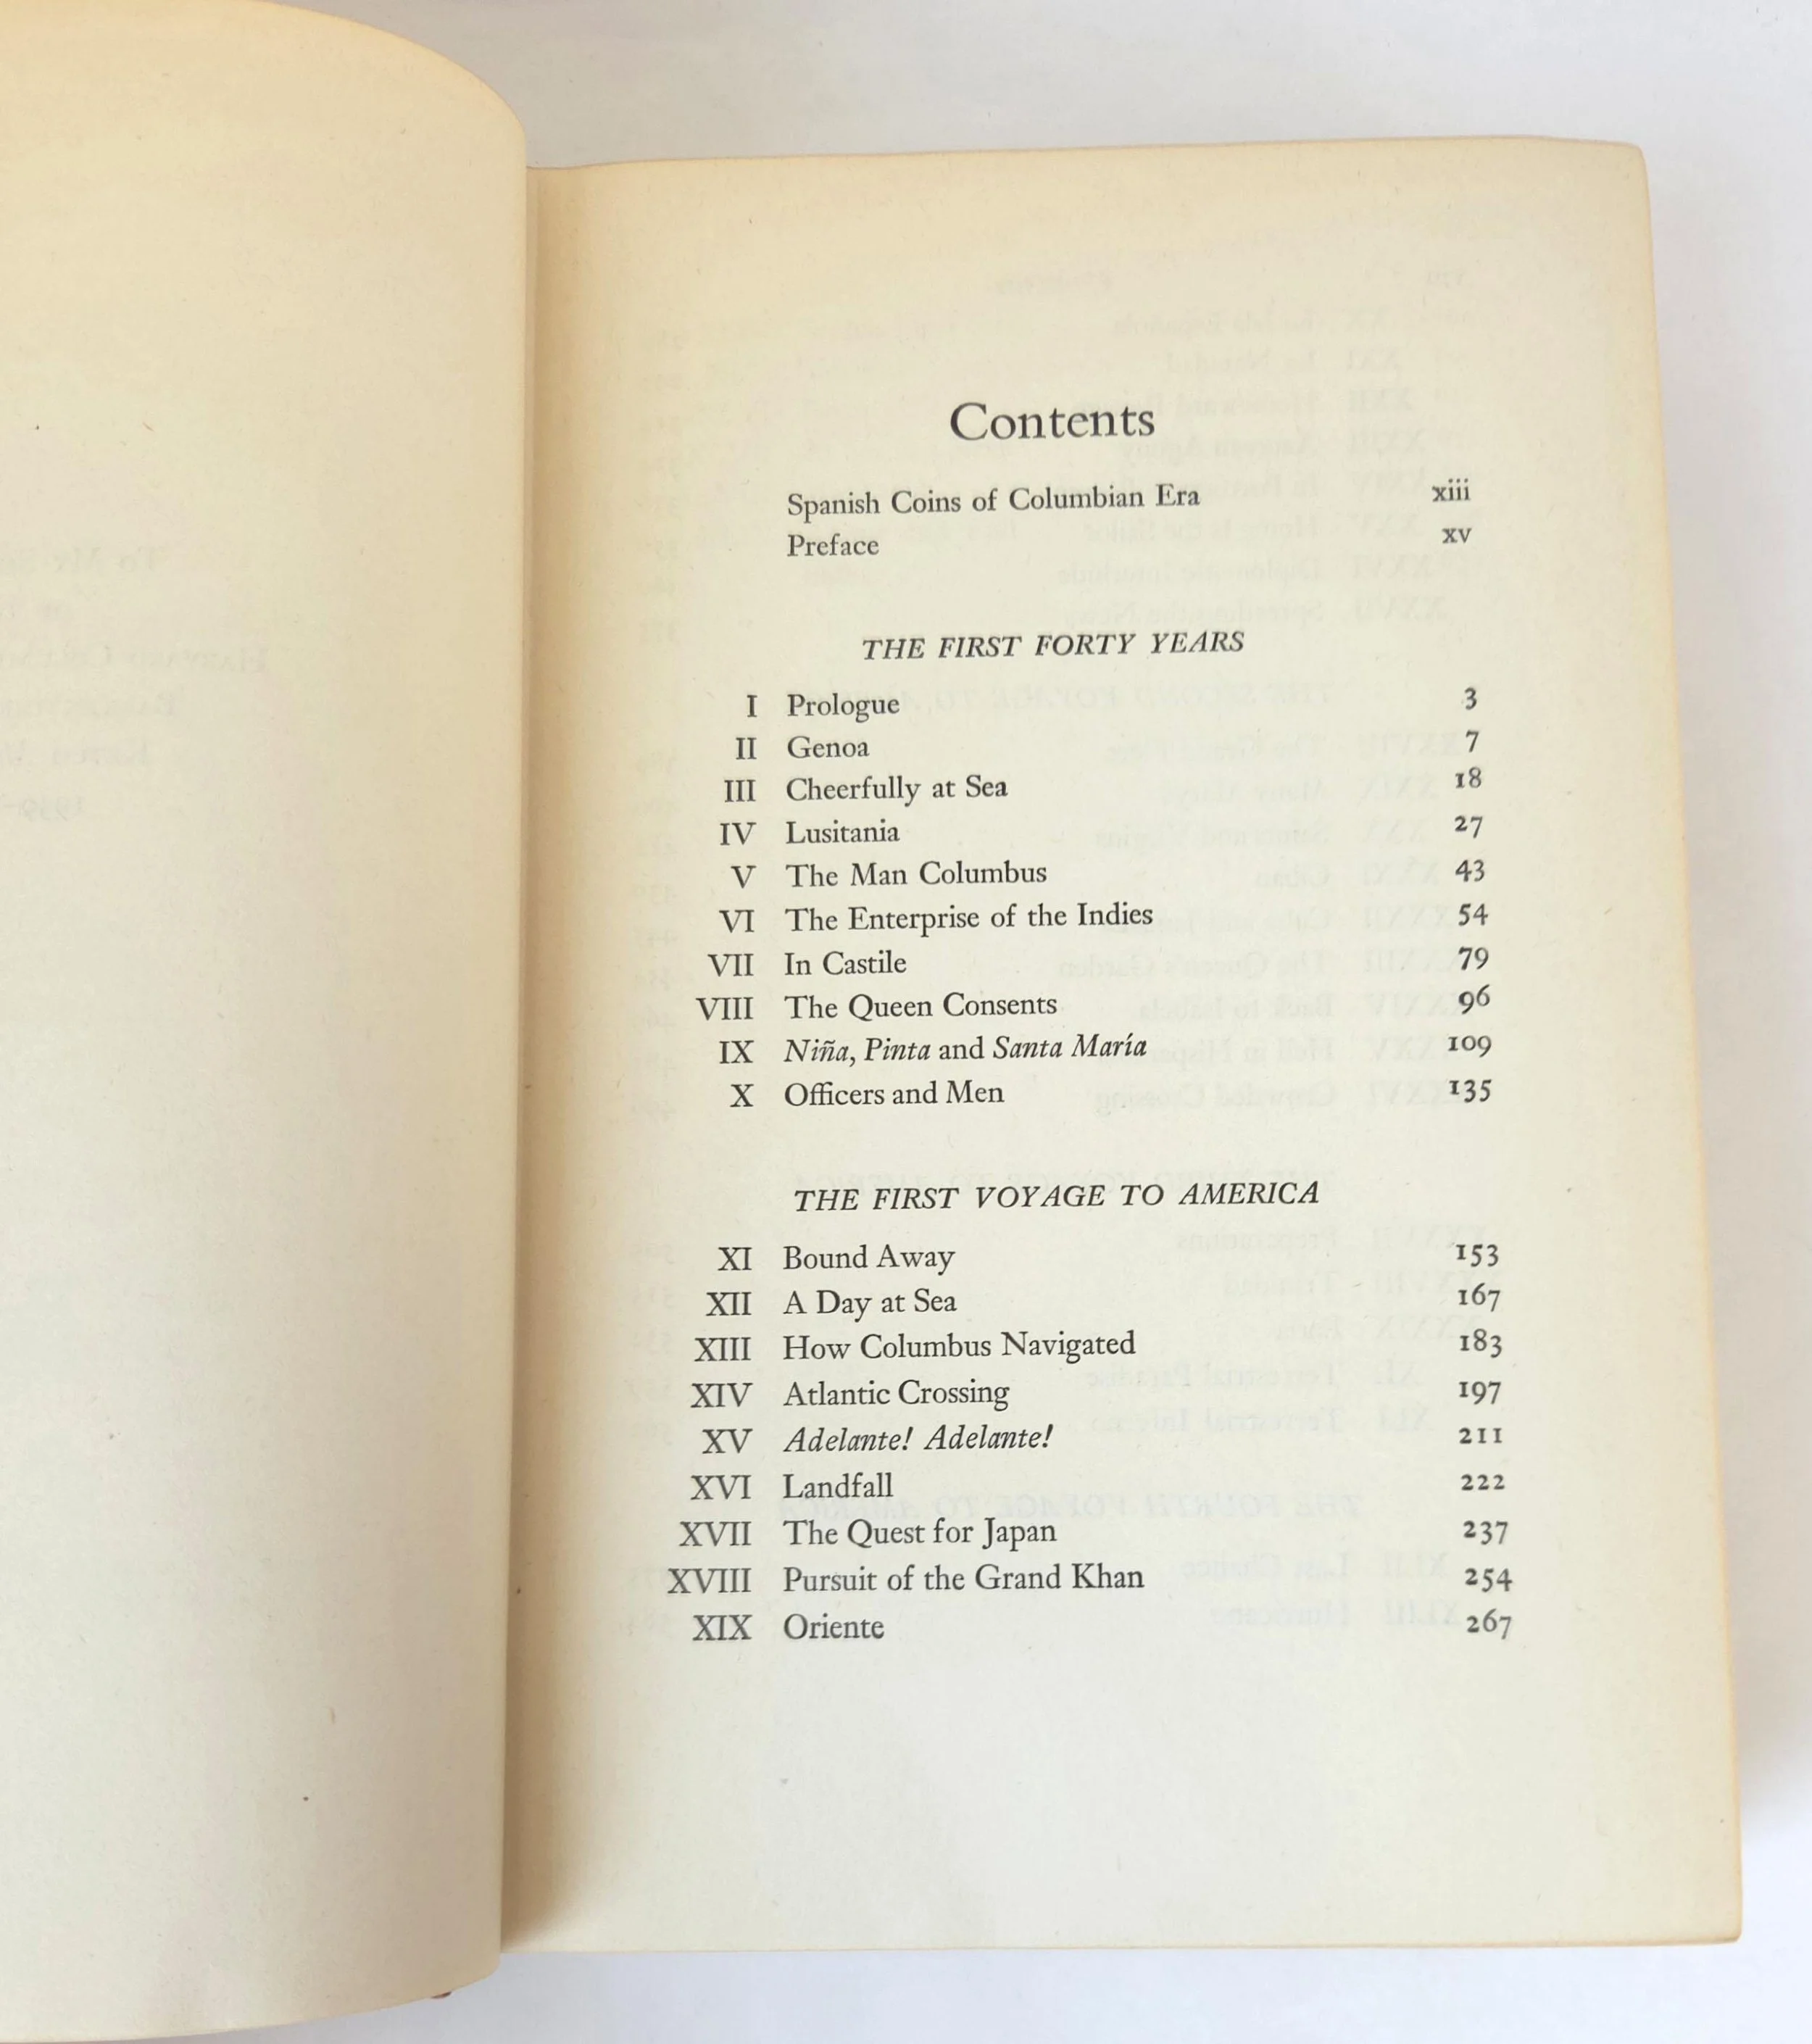 Contents
Spanish Coins of Columbian Era xiii
Preface xv
THE FIRST FORTY YEARS
I Prologue 3
II Genoa 7
III Cheerfully at Sea 18
IV Lusitania 27
V The Man Columbus 43
VI The Enterprise of the Indies 54
VII In Castile 79
VIII The Queen Consents 96
IX Niña, Pinta and Santa María 109
X Officers and Men 135
THE FIRST VOYAGE TO AMERICA
XI Bound Away 153
XII A Day at Sea 167
XIII How Columbus Navigated 183
XIV Atlantic Crossing 197
XV Adelante! Adelante! 211
XVI Landfall 222
XVII The Quest for Japan 237
XVIII Pursuit of the Grand Khan 254
XIX Oriente 267